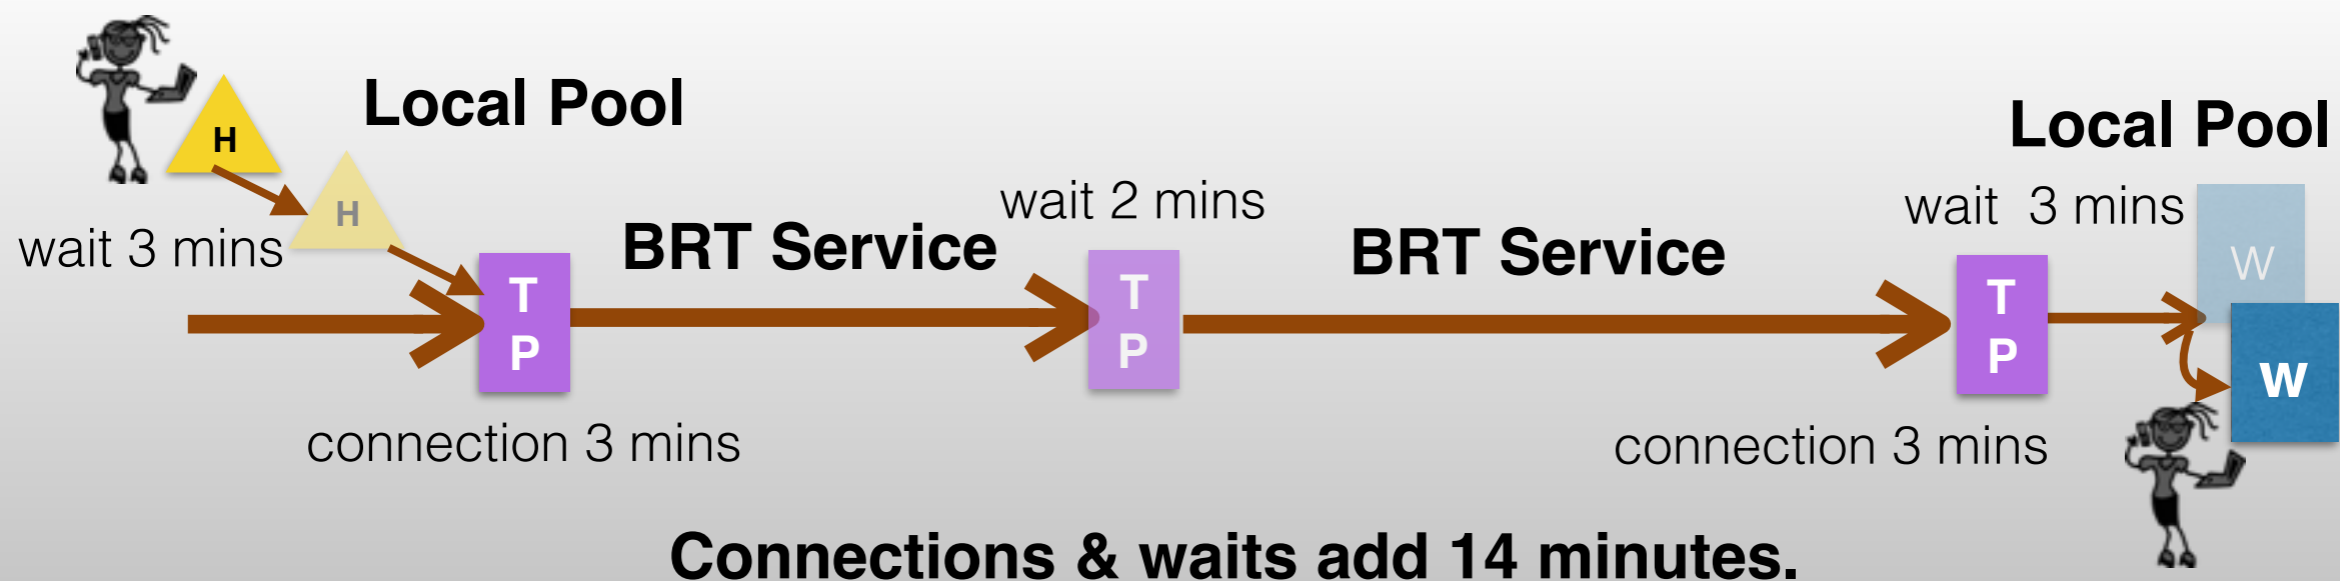 Local Pool
Local Pool
H
H
wait 3 mins
wait 2 mins
wait 3 mins
W
BRT Service
BRT Service
T
P
T
P
T
P
W
connection 3 mins
connection 3 mins
Connections & waits add 14 minutes.